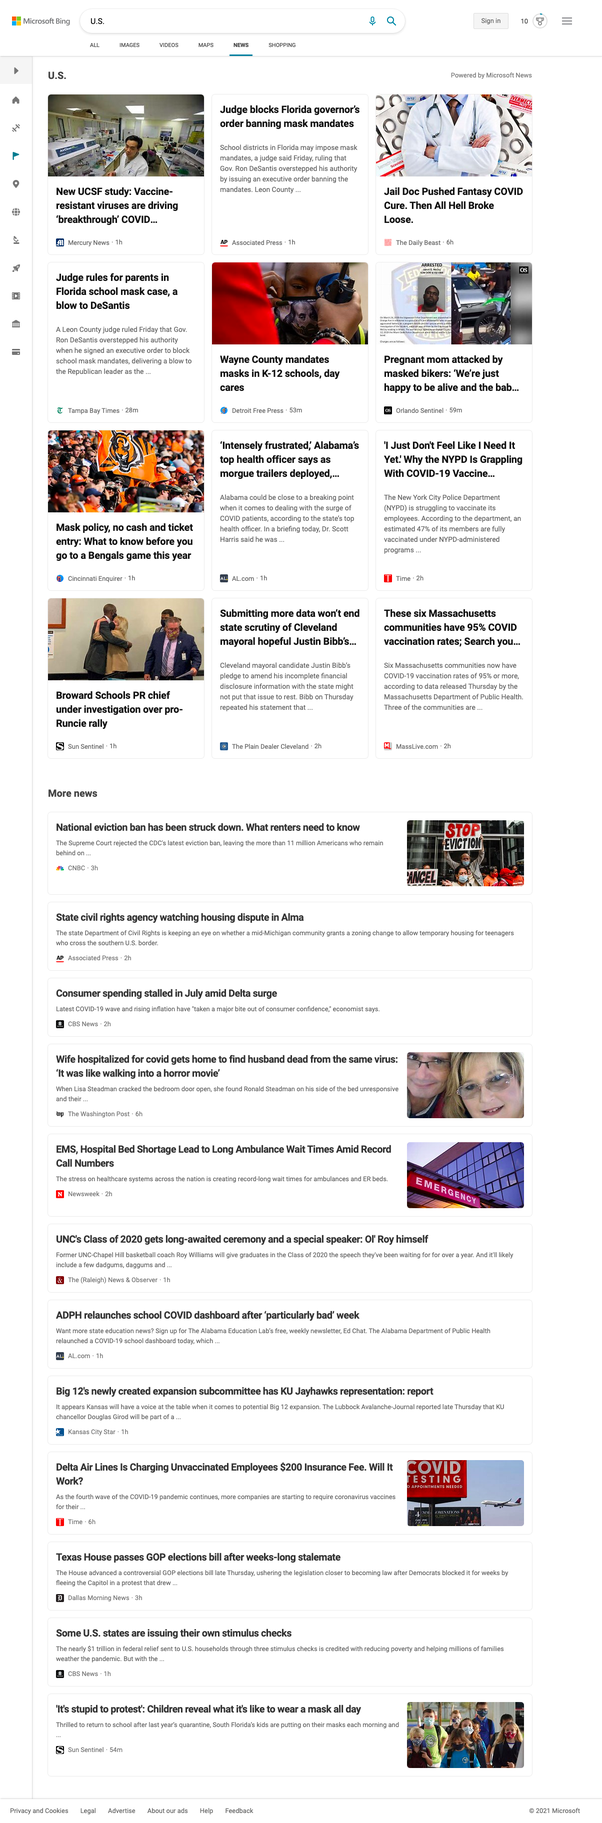 Microsoft Bing
U.S.
Sign in
10
ALL
IMAGES
VIDEOS
MAPS
NEWS
SHOPPING
U.S.
Powered by Microsoft News
New UCSF study: Vaccine-
resistant viruses are driving
'breakthrough' COVID...
Mercury News · 1h
Judge blocks Florida governor's
order banning mask mandates
School districts in Florida may impose mask
mandates, a judge said Friday, ruling that
Gov. Ron DeSantis overstepped his authority
by issuing an executive order banning the
mandates. Leon County ...
AP Associated Press · 1h
Jail Doc Pushed Fantasy COVID
Cure. Then All Hell Broke
Loose.
The Daily Beast · 6h
Judge rules for parents in
Florida school mask case, a
blow to DeSantis
A Leon County judge ruled Friday that Gov.
Ron DeSantis overstepped his authority
when he signed an executive order to block
school mask mandates, delivering a blow to
the Republican leader as the ...
Tampa Bay Times · 28m
Wayne County mandates
masks in K-12 schools, day
cares
Detroit Free Press · 53m
ARRESTED
OS
Pregnant mom attacked by
masked bikers: 'We're just
happy to be alive and the bab...
Orlando Sentinel · 59m
Mask policy, no cash and ticket
entry: What to know before you
go to a Bengals game this year
Cincinnati Enquirer · 1h
'Intensely frustrated,' Alabama's
top health officer says as
morgue trailers deployed,...
Alabama could be close to a breaking point
when it comes to dealing with the surge of
COVID patients, according to the state's top
health officer. In a briefing today, Dr. Scott
Harris said he was ...
AL.com · 1h
'I Just Don't Feel Like I Need It
Yet.' Why the NYPD Is Grappling
With COVID-19 Vaccine...
The New York City Police Department
(NYPD) is struggling to vaccinate its
employees. According to the department, an
estimated 47% of its members are fully
vaccinated under NYPD-administered
programs ...
Time · 2h
Broward Schools PR chief
under investigation over pro-
Runcie rally
Sun Sentinel · 1h
Submitting more data won't end
state scrutiny of Cleveland
mayoral hopeful Justin Bibb's...
Cleveland mayoral candidate Justin Bibb's
pledge to amend his incomplete financial
disclosure information with the state might
not put that issue to rest. Bibb on Thursday
repeated his statement that ...
The Plain Dealer Cleveland · 2h
These six Massachusetts
communities have 95% COVID
vaccination rates; Search you...
Six Massachusetts communities now have
COVID-19 vaccination rates of 95% or more,
according to data released Thursday by the
Massachusetts Department of Public Health.
Three of the communities are ...
MassLive.com · 2h
More news
National eviction ban has been struck down. What renters need to know
The Supreme Court rejected the CDC's latest eviction ban, leaving the more than 11 million Americans who remain
behind on ...
CNBC · 3h
STOP
EVICTION
CANCEL
State civil rights agency watching housing dispute in Alma
The state Department of Civil Rights is keeping an eye on whether a mid-Michigan community grants a zoning change to allow temporary housing for teenagers
who cross the southern U.S. border.
AP Associated Press · 2h
Consumer spending stalled in July amid Delta surge
Latest COVID-19 wave and rising inflation have "taken a major bite out of consumer confidence," economist says.
CBS News · 2h
Wife hospitalized for covid gets home to find husband dead from the same virus:
'It was like walking into a horror movie'
When Lisa Steadman cracked the bedroom door open, she found Ronald Steadman on his side of the bed unresponsive
and their ...
wp The Washington Post · 6h
EMS, Hospital Bed Shortage Lead to Long Ambulance Wait Times Amid Record
Call Numbers
The stress on healthcare systems across the nation is creating record-long wait times for ambulances and ER beds.
N Newsweek · 2h
EMERGENCY
UNC's Class of 2020 gets long-awaited ceremony and a special speaker: Ol' Roy himself
Former UNC-Chapel Hill basketball coach Roy Williams will give graduates in the Class of 2020 the speech they've been waiting for for over a year. And it'll likely
include a few dadgums, daggums and ...
& The (Raleigh) News & Observer · 1h
ADPH relaunches school COVID dashboard after 'particularly bad' week
Want more state education news? Sign up for The Alabama Education Lab's free, weekly newsletter, Ed Chat. The Alabama Department of Public Health
relaunched a COVID-19 school dashboard today, which ...
AL.com · 1h
Big 12's newly created expansion subcommittee has KU Jayhawks representation: report
It appears Kansas will have a voice at the table when it comes to potential Big 12 expansion. The Lubbock Avalanche-Journal reported late Thursday that KU
chancellor Douglas Girod will be part of a ...
Kansas City Star · 1h
Delta Air Lines Is Charging Unvaccinated Employees $200 Insurance Fee. Will It
Work?
As the fourth wave of the COVID-19 pandemic continues, more companies are starting to require coronavirus vaccines
for their ...
Time · 6h
COVID
TESTING
NO APPOINTMENTS NEEDED
Texas House passes GOP elections bill after weeks-long stalemate
The House advanced a controversial GOP elections bill late Thursday, ushering the legislation closer to becoming law after Democrats blocked it for weeks by
fleeing the Capitol in a protest that drew ...
Dallas Morning News · 3h
Some U.S. states are issuing their own stimulus checks
The nearly $1 trillion in federal relief sent to U.S. households through three stimulus checks is credited with reducing poverty and helping millions of families
weather the pandemic. But with the ...
CBS News · 1h
'It's stupid to protest': Children reveal what it's like to wear a mask all day
Thrilled to return to school after last year's quarantine, South Florida's kids are putting on their masks each morning and
...
Sun Sentinel · 54m
Privacy and Cookies
Legal
Advertise
About our ads
Help
Feedback
© 2021 Microsoft